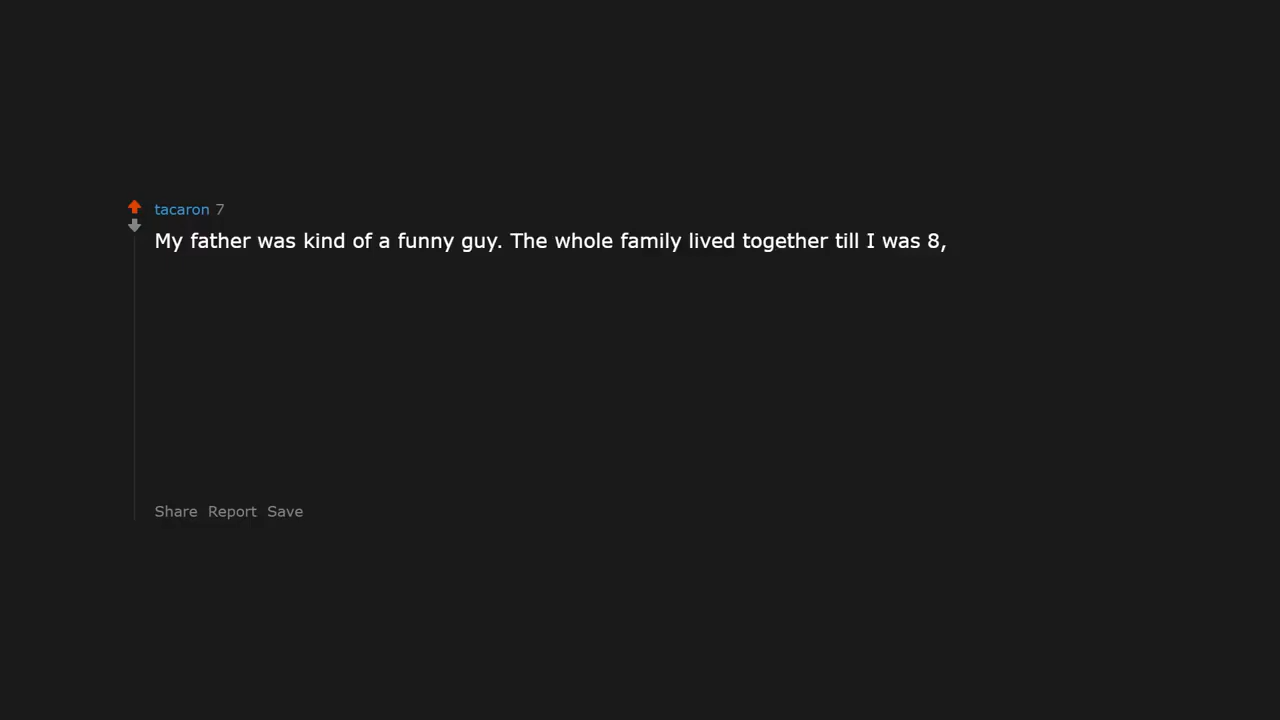 tacaron 7
My father was kind of a funny guy. The whole family lived together till I was 8,
Share Report Save